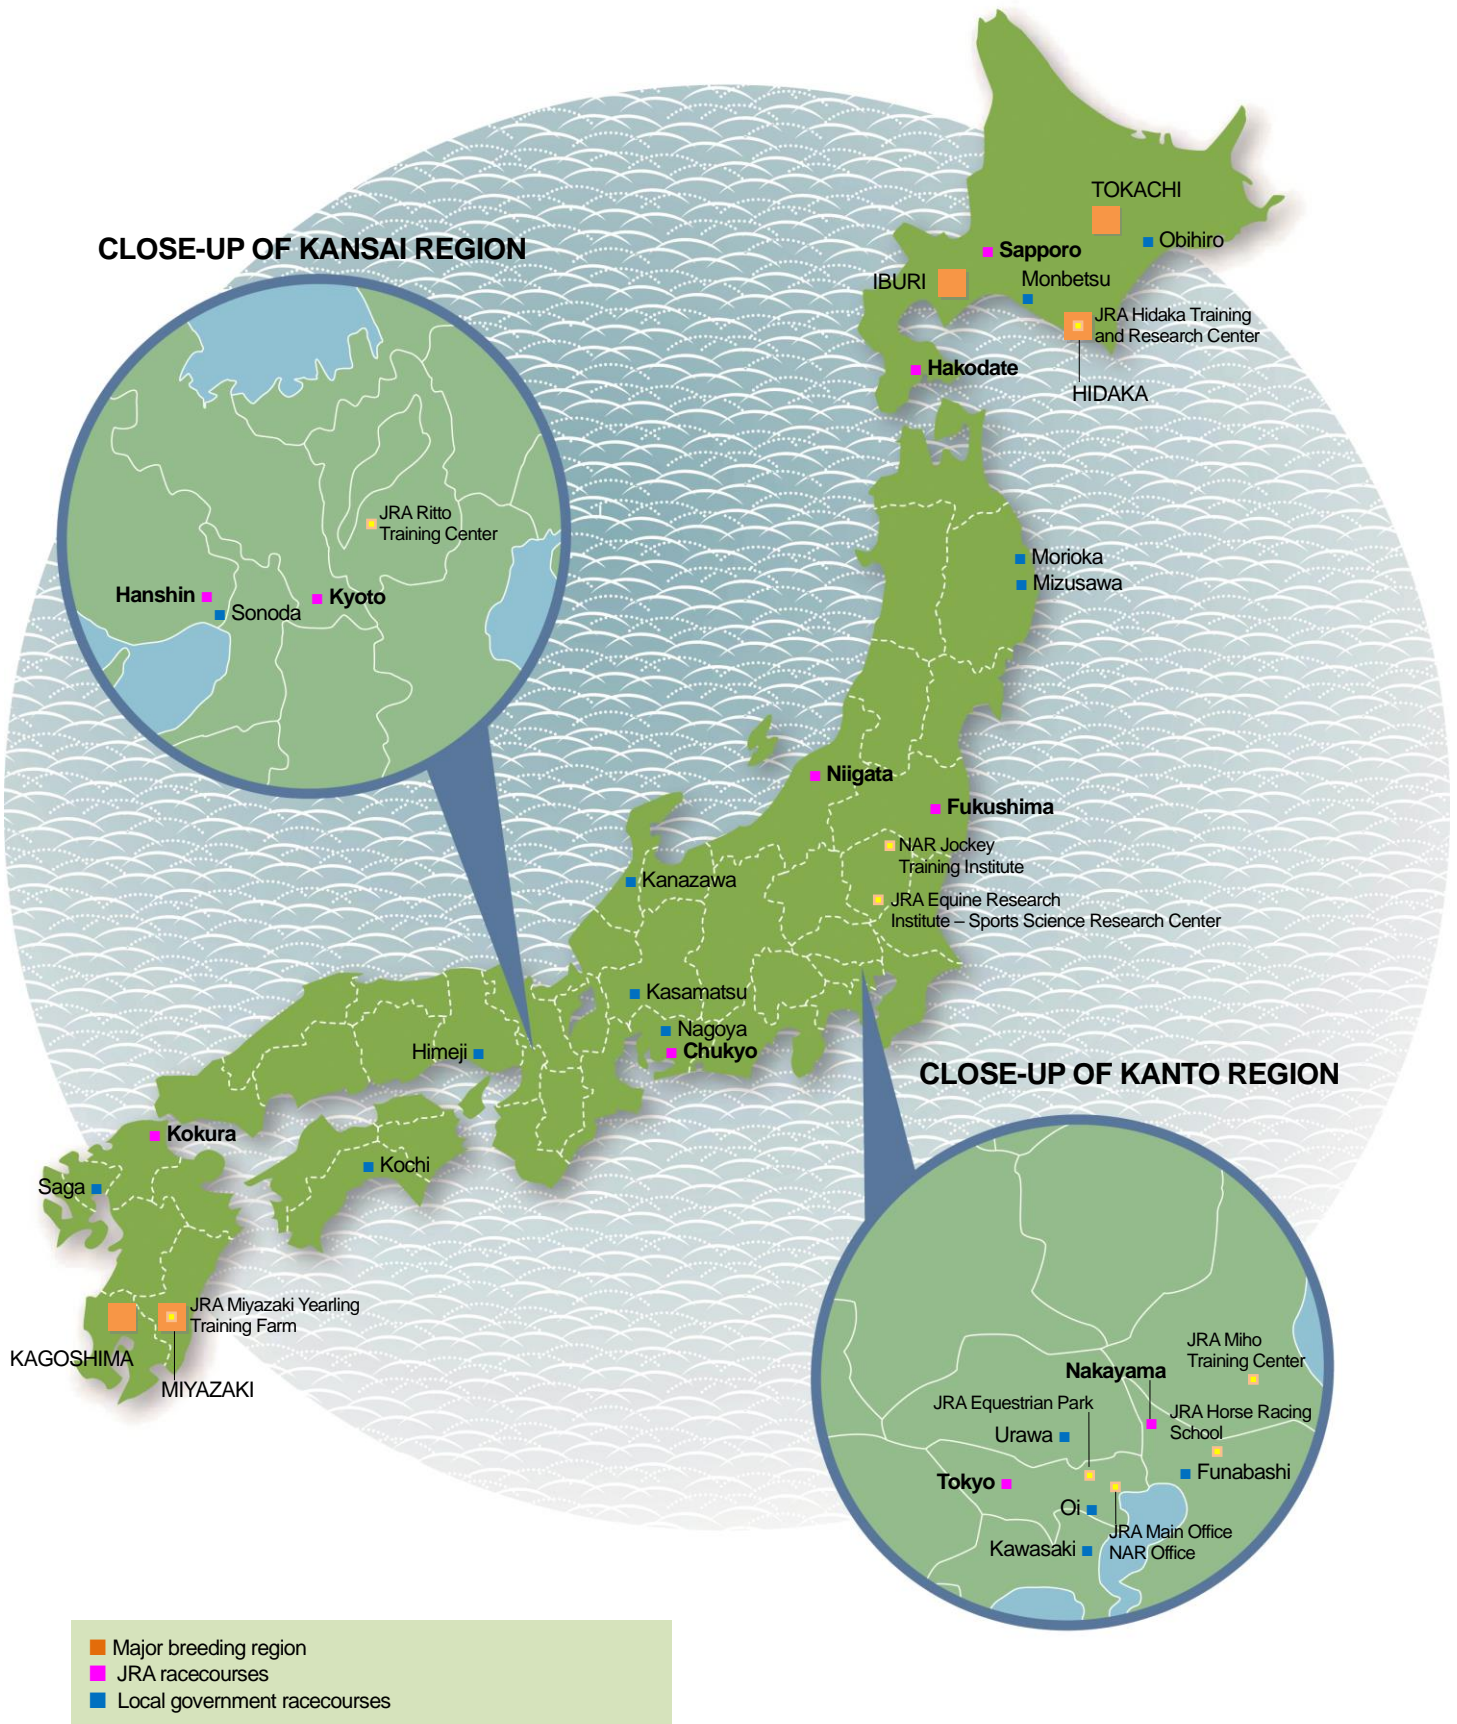 TOKACHI
Obihiro
CLOSE-UP OF KANSAI REGION
Sapporo
IBURI
Monbetsu
JRA Hidaka Training
and Research Center
Hakodate
HIDAKA
JRA Ritto
Training Center
Hanshin
Kyoto
Sonoda
Morioka
Mizusawa
Niigata
Fukushima
NAR Jockey
Training Institute
Kanazawa
JRA Equine Research
Institute – Sports Science Research Center
Kasamatsu
Nagoya
Himeji
Chukyo
CLOSE-UP OF KANTO REGION
Kokura
Kochi
Saga
JRA Miyazaki Yearling
Training Farm
KAGOSHIMA
MIYAZAKI
JRA Miho
Training Center
Nakayama
JRA Equestrian Park
JRA Horse Racing
School
Urawa
Funabashi
Tokyo
Oi
JRA Main Office
NAR Office
Kawasaki
Major breeding region
JRA racecourses
Local government racecourses